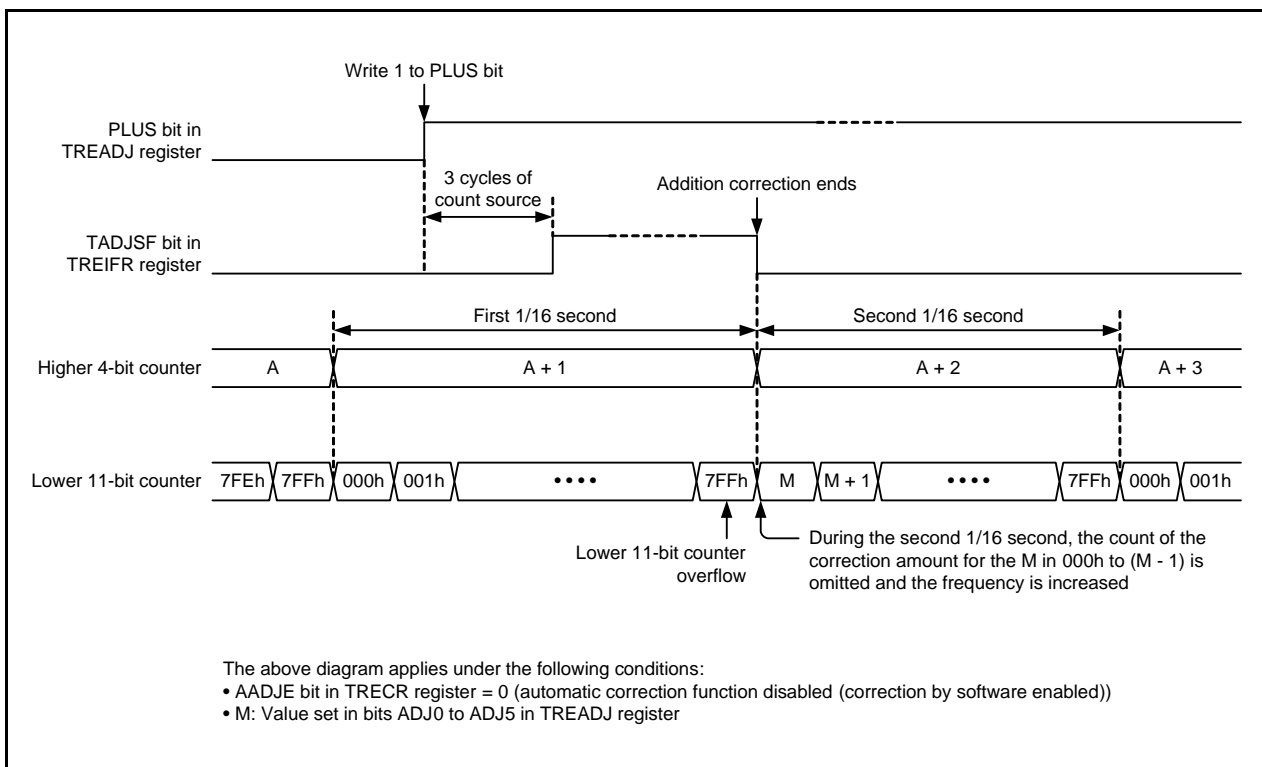 Write 1 to PLUS bit
PLUS bit in
TREADJ register
3 cycles of
count source
Addition correction ends
TADJSF bit in
TREIFR register
First 1/16 second
Second 1/16 second
Higher 4-bit counter
A
A + 1
A + 2
A + 3
Lower 11-bit counter
7FEh
7FFh
000h
001h
••••
7FFh
M
M + 1
••••
7FFh
000h
001h
Lower 11-bit counter
overflow
During the second 1/16 second, the count of the
correction amount for the M in 000h to (M - 1) is
omitted and the frequency is increased
The above diagram applies under the following conditions:
• AADJE bit in TRECR register = 0 (automatic correction function disabled (correction by software enabled))
• M: Value set in bits ADJ0 to ADJ5 in TREADJ register